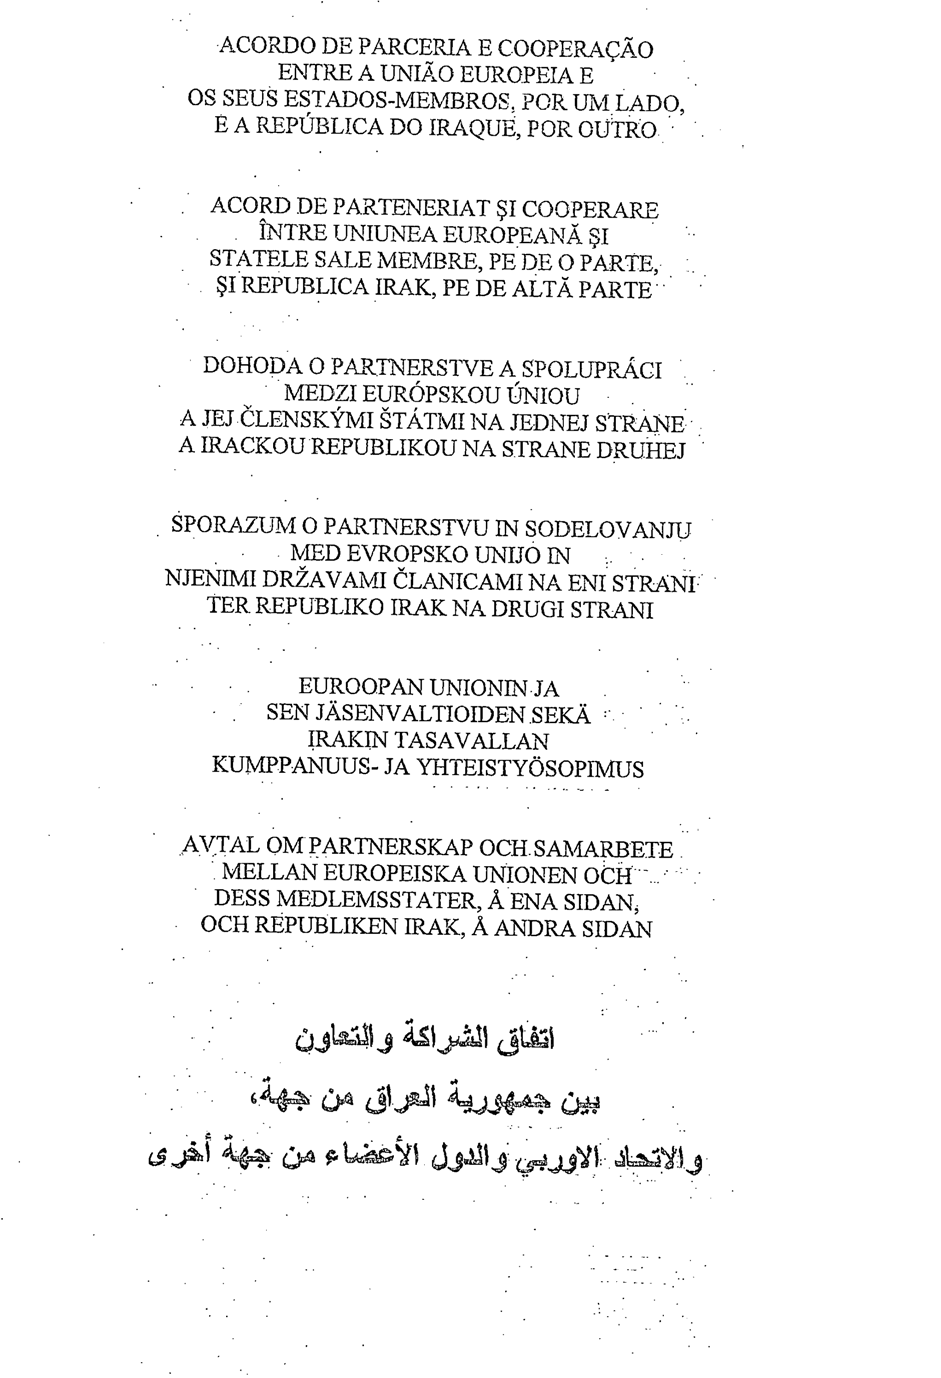 ACORDO DE PARCERIA E COOPERAÇÃO
ENTRE A UNIÃO EUROPEIA E
OS SEUS ESTADOS-MEMBROS, POR UM LADO,
E A REPÚBLICA DO IRAQUE, POR OUTRO
ACORD DE PARTENERIAT ŞI COOPERARE
ÎNTRE UNIUNEA EUROPEANĂ ŞI
STATELE SALE MEMBRE, PE DE O PARTE,
ŞI REPUBLICA IRAK, PE DE ALTĂ PARTE
DOHODA O PARTNERSTVE A SPOLUPRÁCI
MEDZI EURÓPSKOU ÚNIOU
A JEJ ČLENSKÝMI ŠTÁTMI NA JEDNEJ STRANE
A IRACKOU REPUBLIKOU NA STRANE DRUHEJ
SPORAZUM O PARTNERSTVU IN SODELOVANJU
MED EVROPSKO UNIJO IN
NJENIMI DRŽAVAMI ČLANICAMI NA ENI STRANI
TER REPUBLIKO IRAK NA DRUGI STRANI
EUROOPAN UNIONIN JA
SEN JÄSENVALTIOIDEN SEKÄ
IRAKIN TASAVALLAN
KUMPPANUUS- JA YHTEISTYÖSOPIMUS
AVTAL OM PARTNERSKAP OCH SAMARBETE
MELLAN EUROPEISKA UNIONEN OCH
DESS MEDLEMSSTATER, Å ENA SIDAN,
OCH REPUBLIKEN IRAK, Å ANDRA SIDAN
اتفاق الشراكة والتعاون
بين جمهورية العراق من جهة،
والاتحاد الاوربي والدول الأعضاء من جهة أخرى